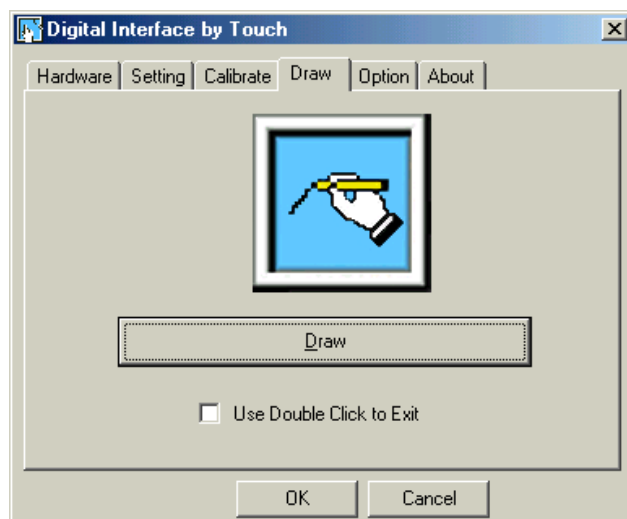 Digital Interface by Touch
Hardware Setting Calibrate Draw Option About
Draw
Use Double Click to Exit
OK Cancel